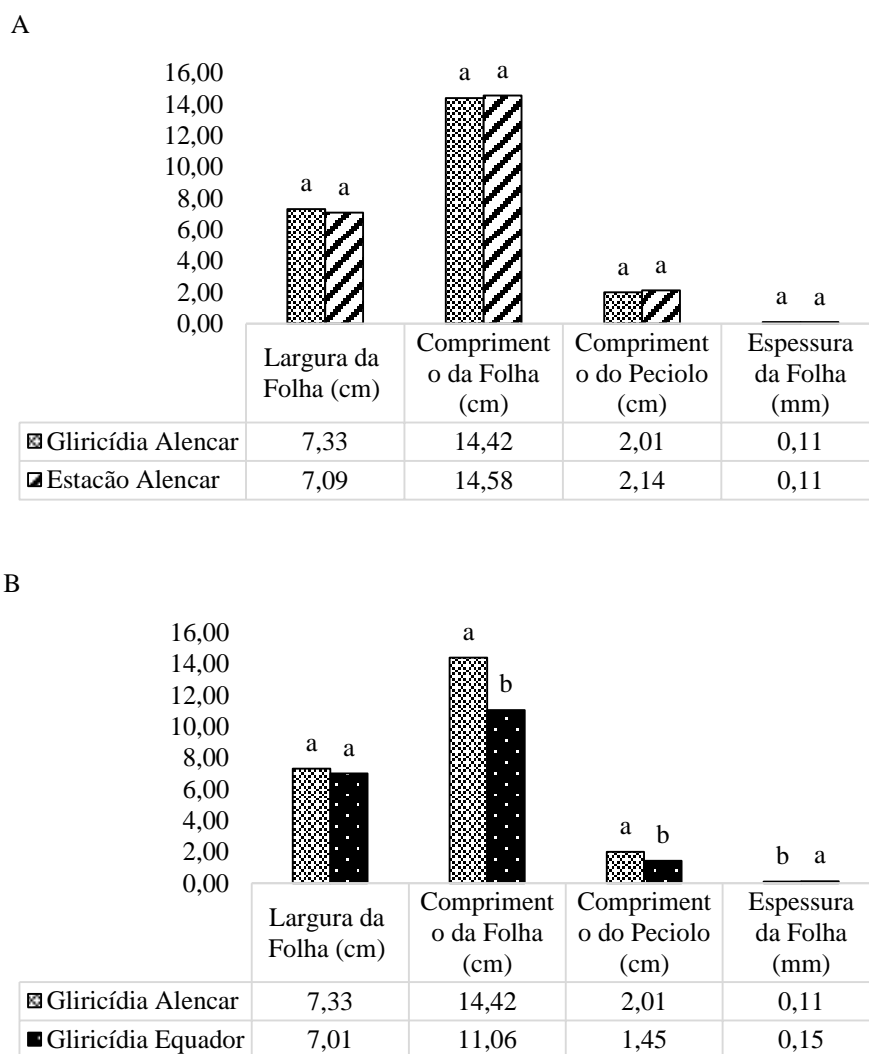 A
16,00
14,00
12,00
10,00
8,00
6,00
4,00
2,00
0,00
a a a a a a a a
Largura da
Folha (cm)
Compriment
o da Folha
(cm)
Compriment
o do Peciolo
(cm)
Espessura
da Folha
(mm)
Gliricídia Alencar 7,33 14,42 2,01 0,11
Estacão Alencar 7,09 14,58 2,14 0,11
B
16,00
14,00
12,00
10,00
8,00
6,00
4,00
2,00
0,00
a a a b a b b a
Largura da
Folha (cm)
Compriment
o da Folha
(cm)
Compriment
o do Peciolo
(cm)
Espessura
da Folha
(mm)
Gliricídia Alencar 7,33 14,42 2,01 0,11
Gliricídia Equador 7,01 11,06 1,45 0,15